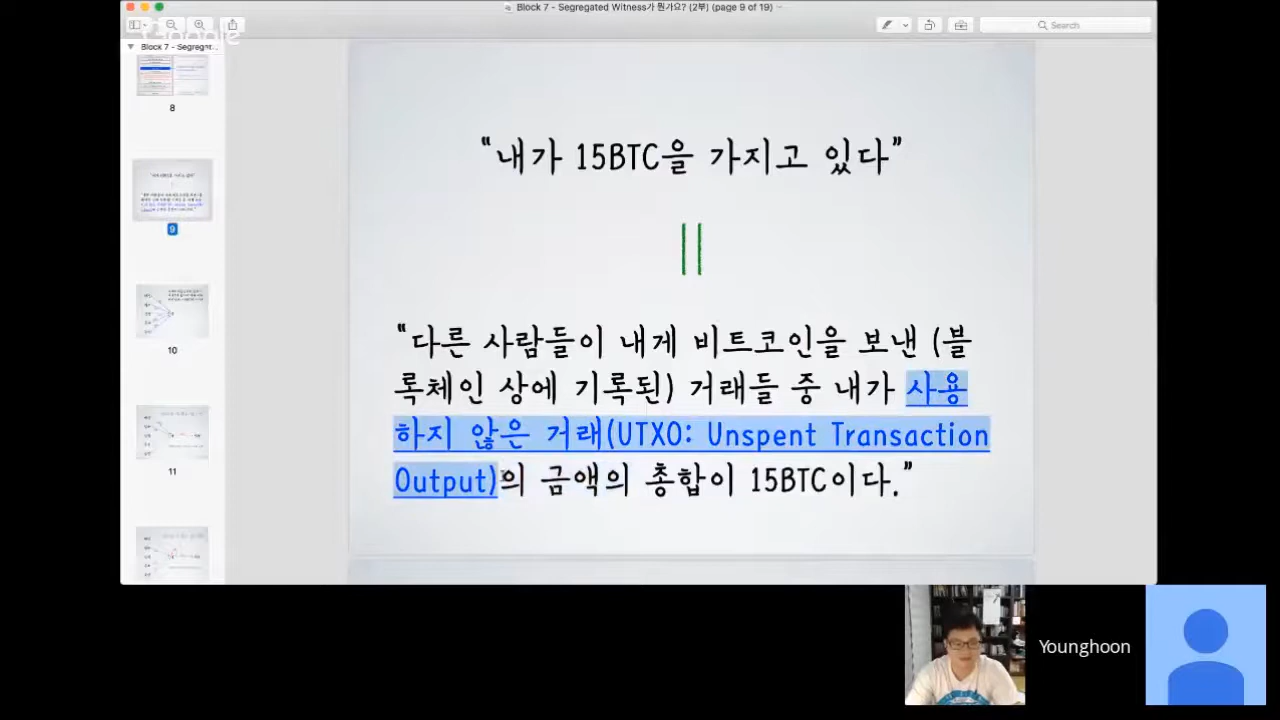 Block 7 - Segregated Witness가 뭔가요? (2부) (page 9 of 19)
Search
Block 7 - Segregat...
8
9
10
11
"내가 15BTC을 가지고 있다"
"다른 사람들이 내게 비트코인을 보낸 (블
록체인 상에 기록된) 거래들 중 내가 사용
하지 않은 거래(UTXO: Unspent Transaction
Output)의 금액의 총합이 15BTC이다."
Younghoon